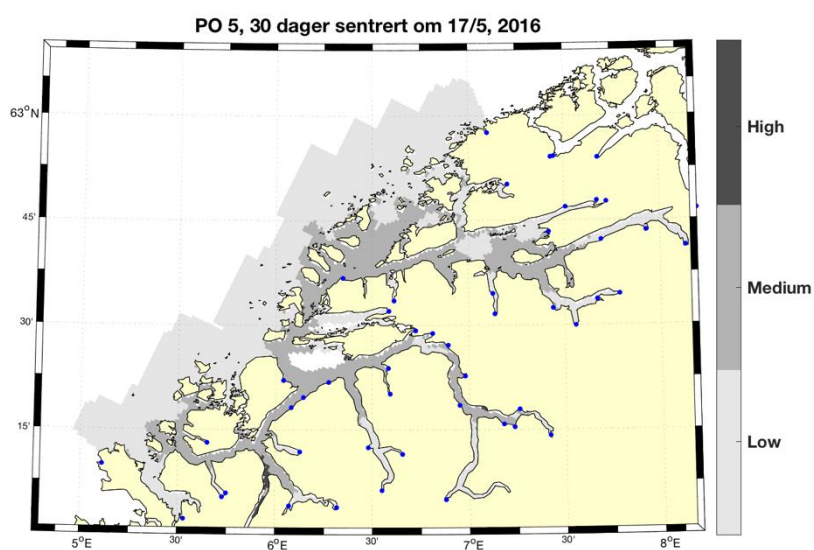 PO 5, 30 dager sentrert om 17/5, 2016
63°N
45'
30'
15'
5°E
30'
6°E
30'
7°E
30'
8°E
High
Medium
Low